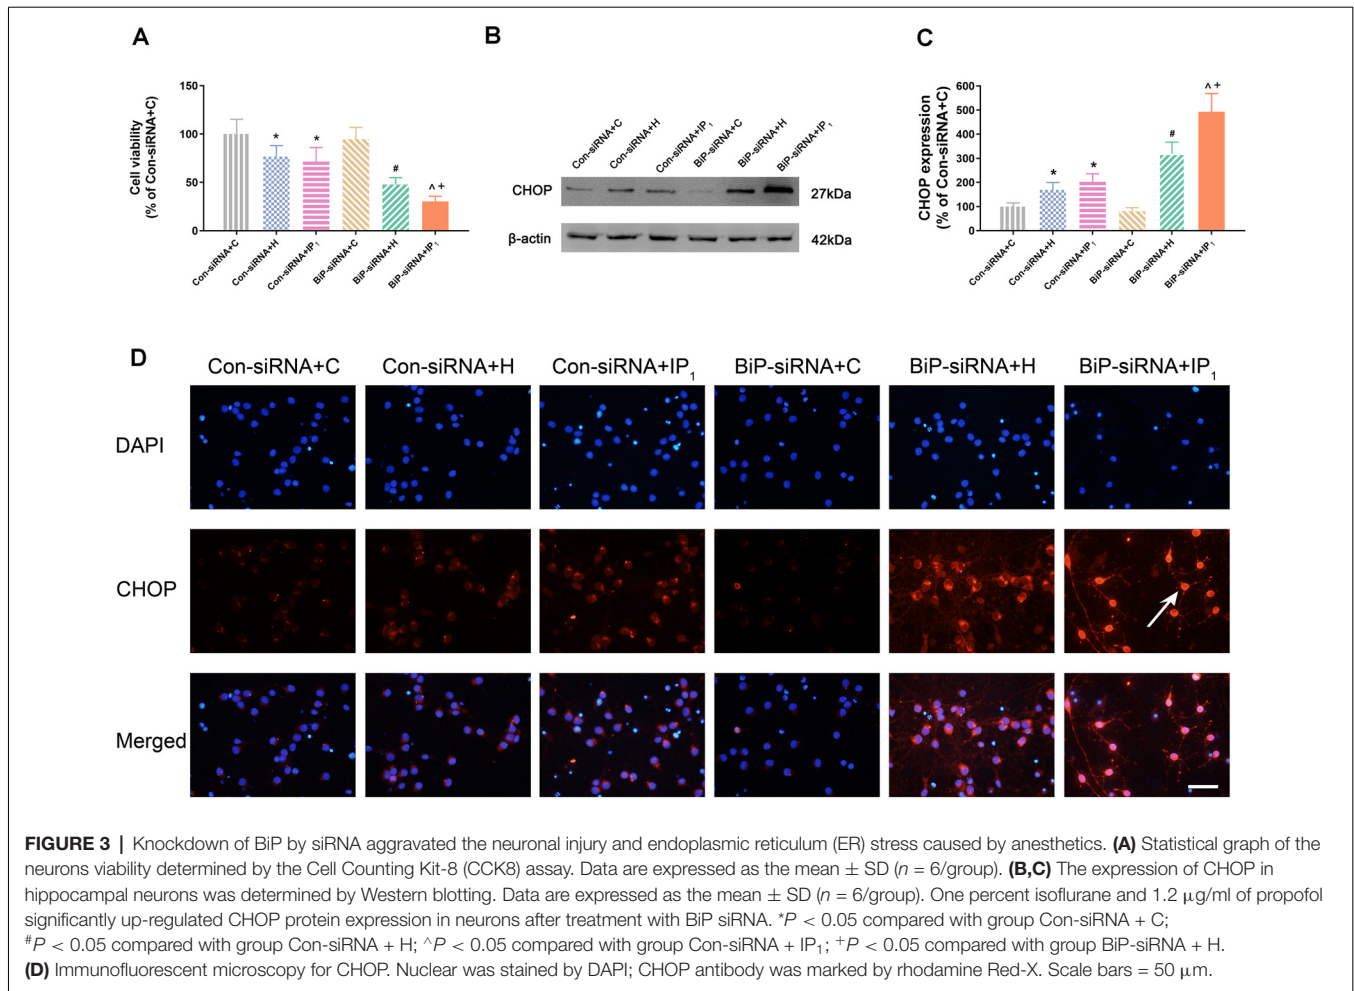 A
B
C
150
100
50
0
Cell viability
(% of Con-siRNA+C)
*
*
#
^ +
Con-siRNA+C
Con-siRNA+H
Con-siRNA+IP₁
BiP-siRNA+C
BiP-siRNA+H
BiP-siRNA+IP₁
Con-siRNA+C
Con-siRNA+H
Con-siRNA+IP₁
BiP-siRNA+C
BiP-siRNA+H
BiP-siRNA+IP₁
CHOP
27kDa
β-actin
42kDa
600
500
400
300
200
100
0
CHOP expression
(% of Con-siRNA+C)
*
*
#
^ +
Con-siRNA+C
Con-siRNA+H
Con-siRNA+IP₁
BiP-siRNA+C
BiP-siRNA+H
BiP-siRNA+IP₁
D
Con-siRNA+C
Con-siRNA+H
Con-siRNA+IP₁
BiP-siRNA+C
BiP-siRNA+H
BiP-siRNA+IP₁
DAPI
CHOP
Merged
FIGURE 3 | Knockdown of BiP by siRNA aggravated the neuronal injury and endoplasmic reticulum (ER) stress caused by anesthetics. (A) Statistical graph of the
neurons viability determined by the Cell Counting Kit-8 (CCK8) assay. Data are expressed as the mean ± SD (n = 6/group). (B,C) The expression of CHOP in
hippocampal neurons was determined by Western blotting. Data are expressed as the mean ± SD (n = 6/group). One percent isoflurane and 1.2 μg/ml of propofol
significantly up-regulated CHOP protein expression in neurons after treatment with BiP siRNA. *P < 0.05 compared with group Con-siRNA + C;
#P < 0.05 compared with group Con-siRNA + H; ^P < 0.05 compared with group Con-siRNA + IP₁; +P < 0.05 compared with group BiP-siRNA + H.
(D) Immunofluorescent microscopy for CHOP. Nuclear was stained by DAPI; CHOP antibody was marked by rhodamine Red-X. Scale bars = 50 μm.